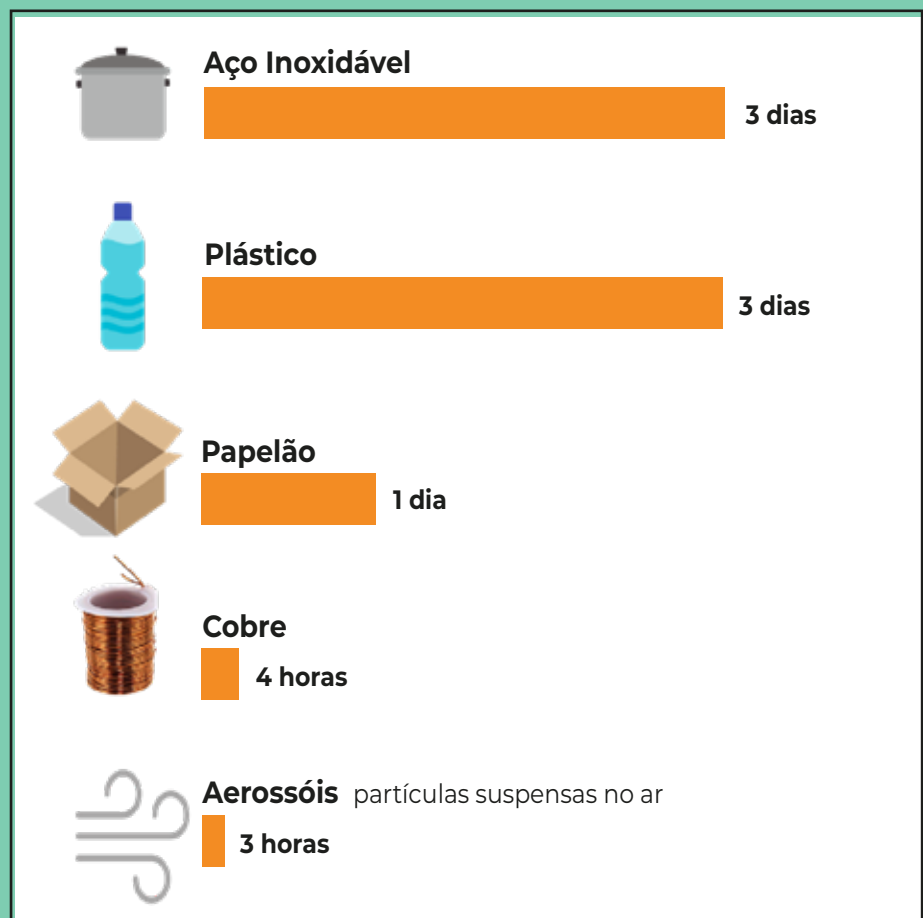 Aço Inoxidável
3 dias
Plástico
3 dias
Papelão
1 dia
Cobre
4 horas
Aerossóis partículas suspensas no ar
3 horas